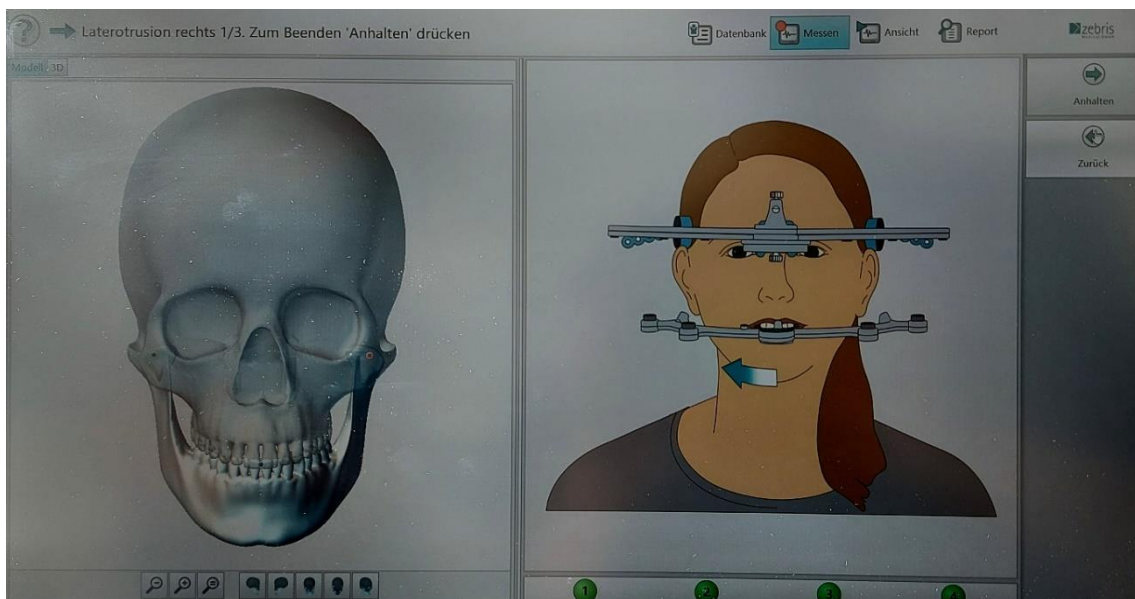 Laterotrusion rechts 1/3. Zum Beenden 'Anhalten' drücken
Datenbank
Messen
Ansicht
Report
zebris
Modell 3D
Anhalten
Zurück
1
2
3
4